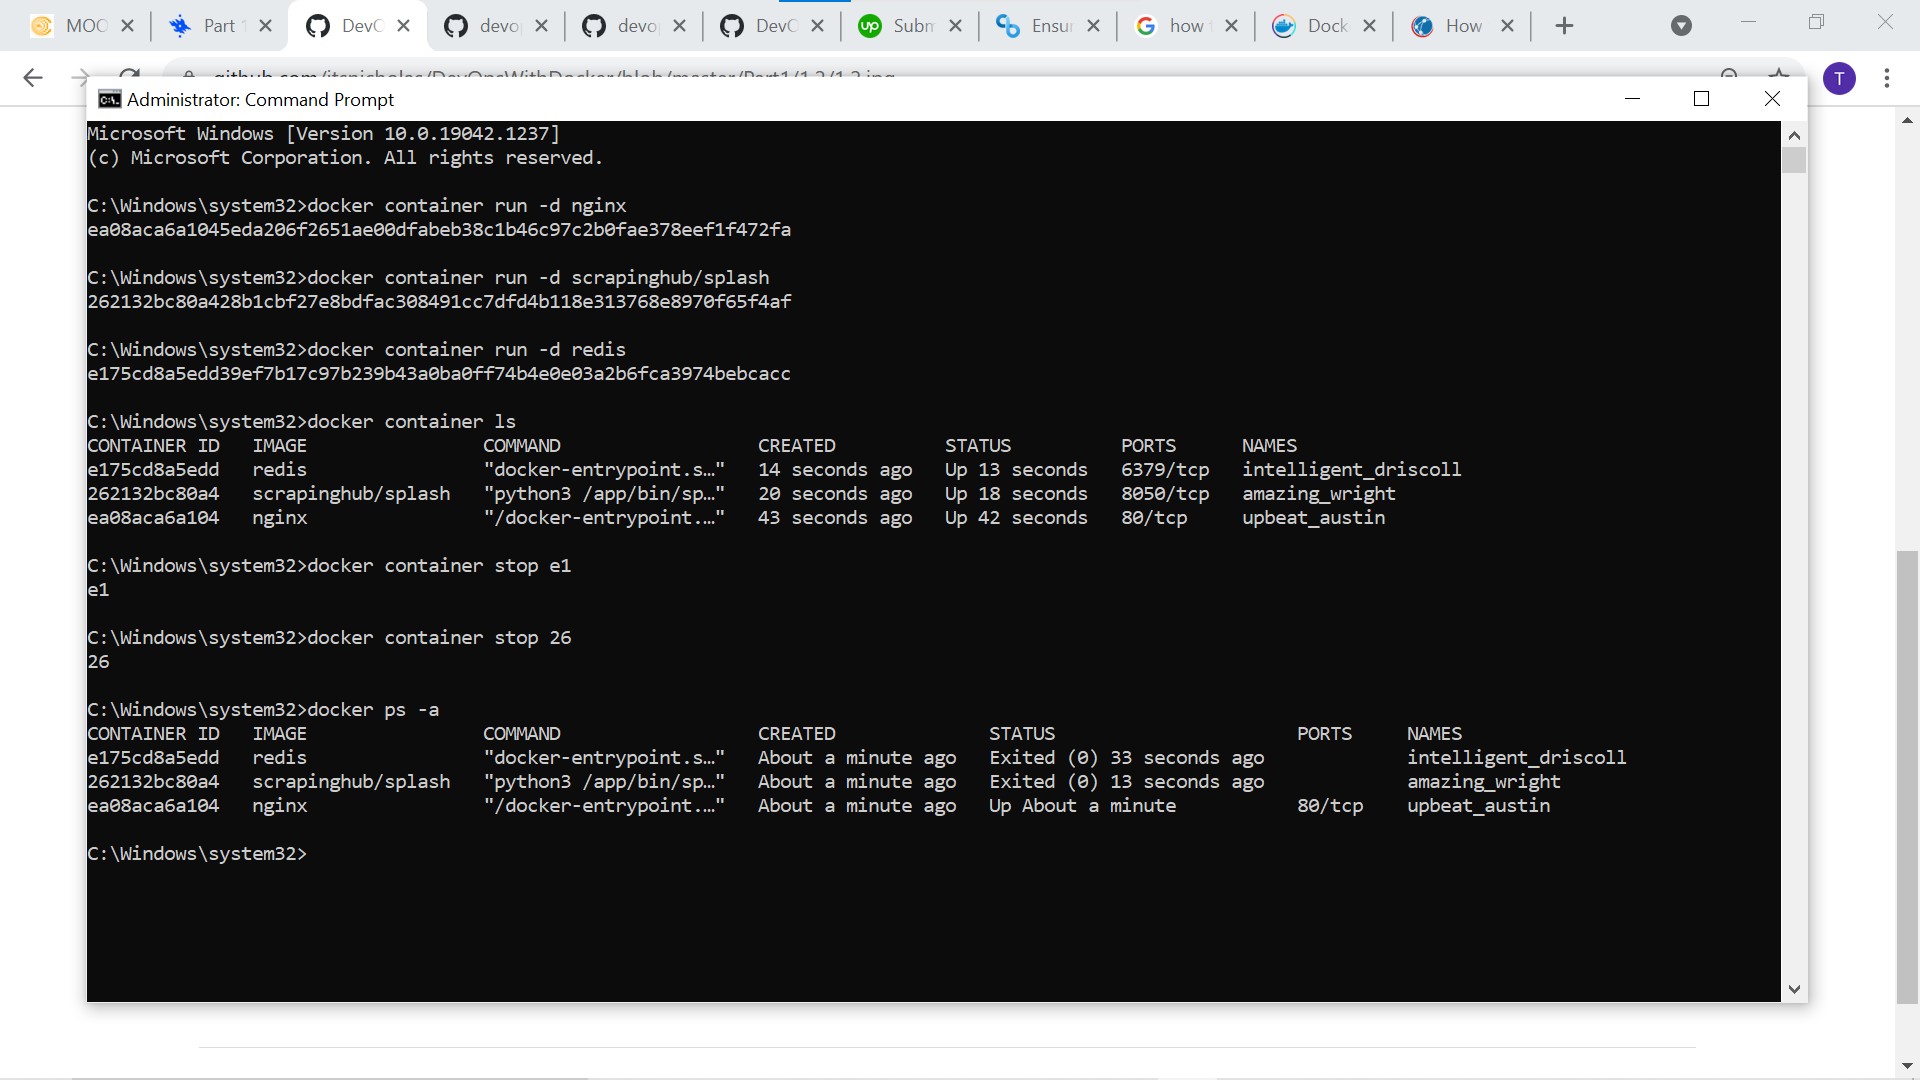 MOO
Part 1
DevO
devo
devo
DevO
Subm
Ensur
how
Dock
How
github.com/itsnicholas/DevOpsWithDocker/blob/master/Part1/1.2/1.2.jpg
T
Administrator: Command Prompt
Microsoft Windows [Version 10.0.19042.1237]
(c) Microsoft Corporation. All rights reserved.
C:\Windows\system32>docker container run -d nginx
ea08aca6a1045eda206f2651ae00dfabeb38c1b46c97c2b0fae378eef1f472fa
C:\Windows\system32>docker container run -d scrapinghub/splash
262132bc80a428b1cbf27e8bdfac308491cc7dfd4b118e313768e8970f65f4af
C:\Windows\system32>docker container run -d redis
e175cd8a5edd39ef7b17c97b239b43a0ba0ff74b4e0e03a2b6fca3974bebcacc
C:\Windows\system32>docker container ls
CONTAINER ID IMAGE COMMAND CREATED STATUS PORTS NAMES
e175cd8a5edd redis "docker-entrypoint.s…" 14 seconds ago Up 13 seconds 6379/tcp intelligent_driscoll
262132bc80a4 scrapinghub/splash "python3 /app/bin/sp…" 20 seconds ago Up 18 seconds 8050/tcp amazing_wright
ea08aca6a104 nginx "/docker-entrypoint.…" 43 seconds ago Up 42 seconds 80/tcp upbeat_austin
C:\Windows\system32>docker container stop e1
e1
C:\Windows\system32>docker container stop 26
26
C:\Windows\system32>docker ps -a
CONTAINER ID IMAGE COMMAND CREATED STATUS PORTS NAMES
e175cd8a5edd redis "docker-entrypoint.s…" About a minute ago Exited (0) 33 seconds ago intelligent_driscoll
262132bc80a4 scrapinghub/splash "python3 /app/bin/sp…" About a minute ago Exited (0) 13 seconds ago amazing_wright
ea08aca6a104 nginx "/docker-entrypoint.…" About a minute ago Up About a minute 80/tcp upbeat_austin
C:\Windows\system32>